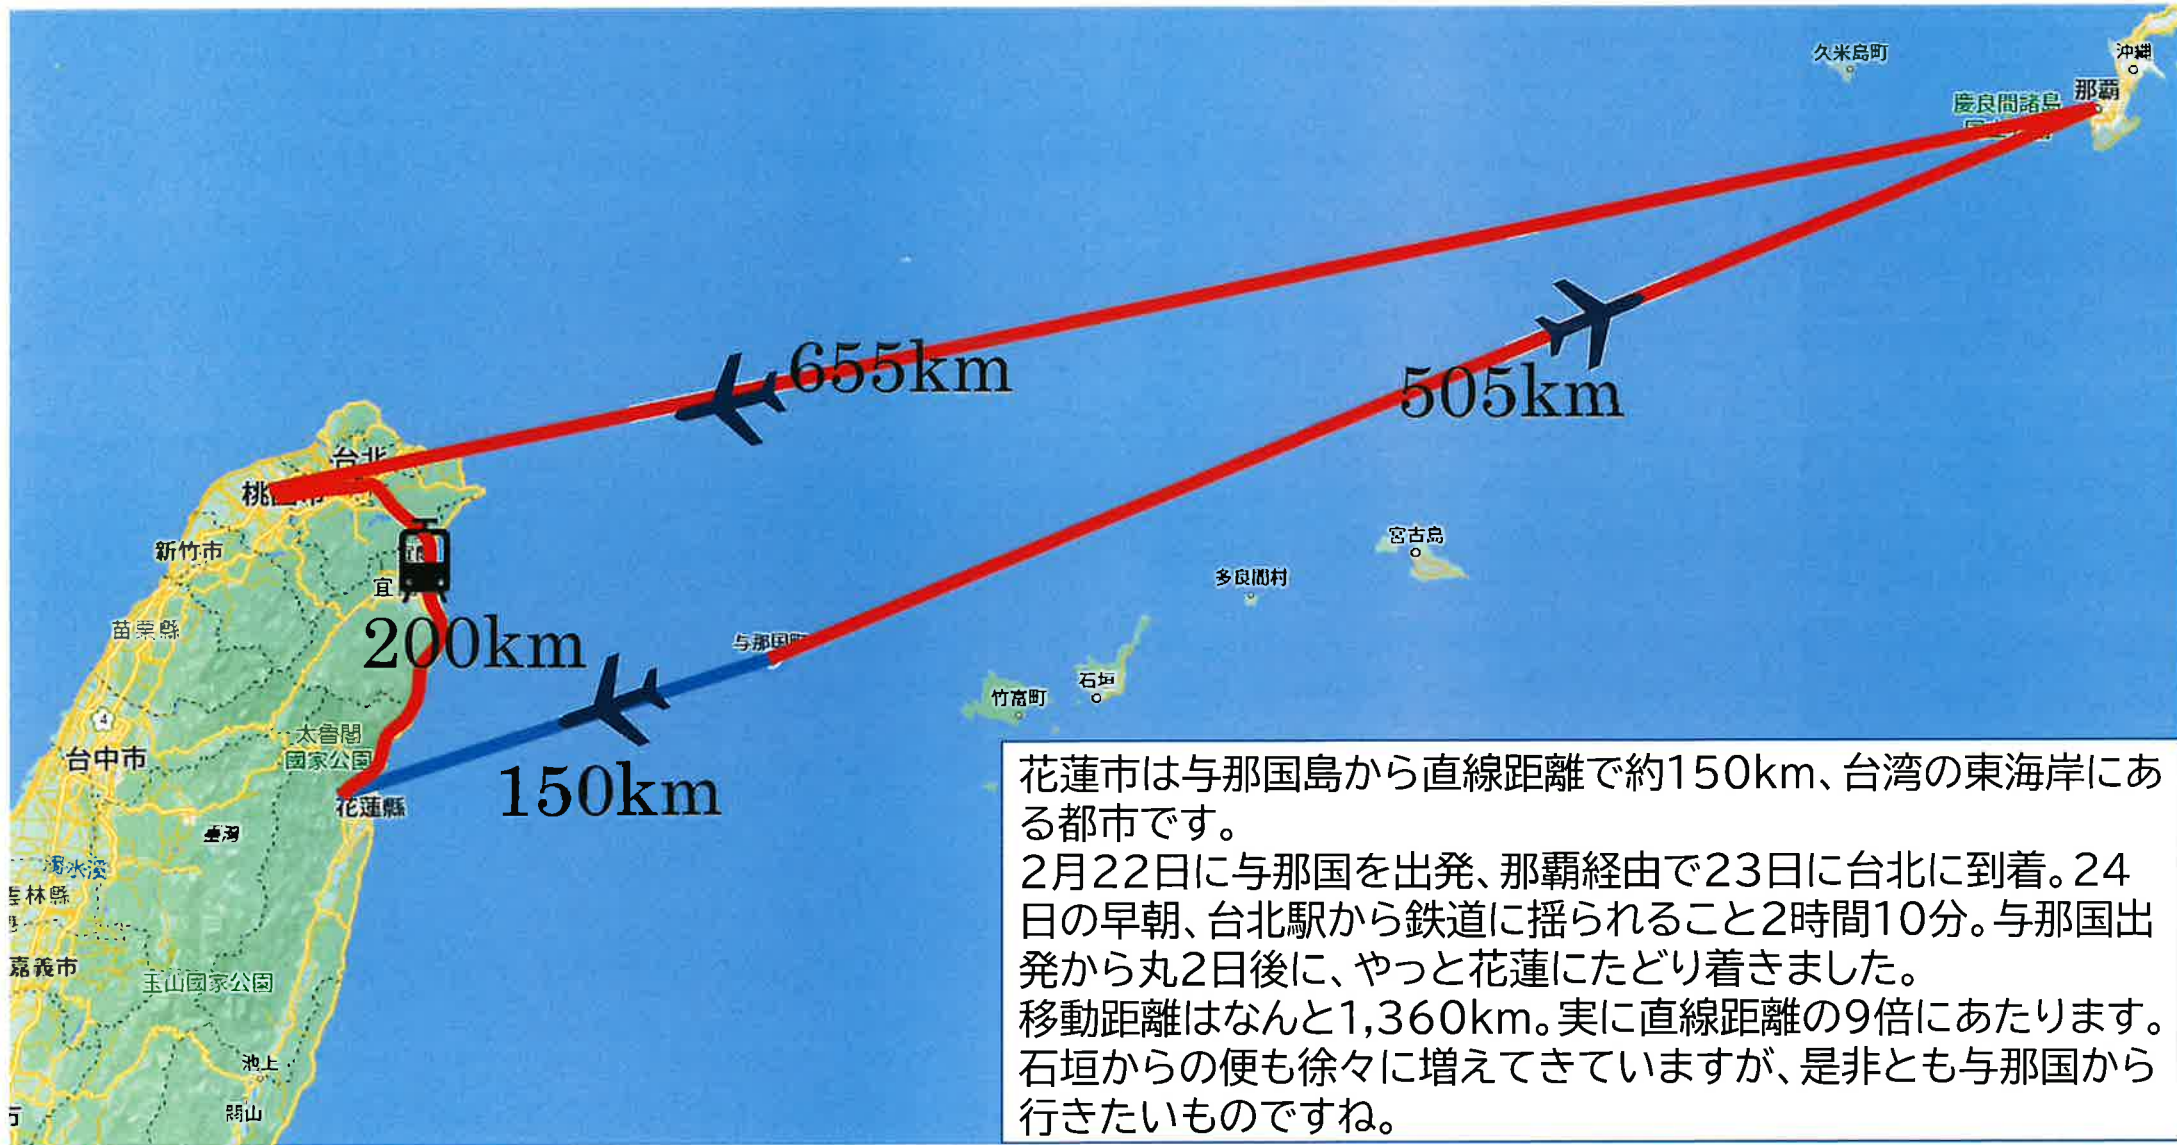 久米島町
沖縄
那覇
慶良間諸島
655km
505km
台北
新竹市
宮古島
多良間村
宜
苗栗縣
200km
与那国町
石垣
竹富町
4
太魯閣
國家公園
台中市
150km
花蓮縣
臺灣
濁水溪
嘉義市
玉山國家公園
池上
關山
花蓮市は与那国島から直線距離で約150km、台湾の東海岸にあ
る都市です。
2月22日に与那国を出発、那覇経由で23日に台北に到着。24
日の早朝、台北駅から鉄道に揺られること2時間10分。与那国出
発から丸2日後に、やっと花蓮にたどり着きました。
移動距離はなんと1,360km。実に直線距離の9倍にあたります。
石垣からの便も徐々に増えてきていますが、是非とも与那国から
行きたいものですね。